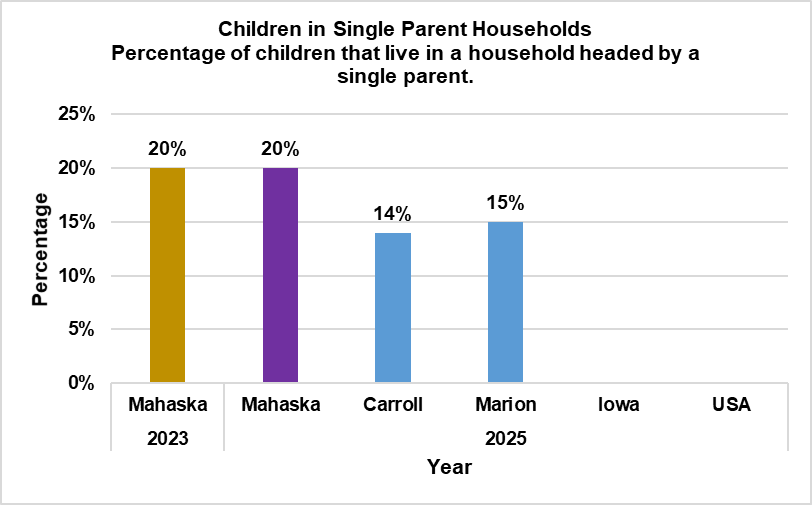 Children in Single Parent Households
Percentage of children that live in a household headed by a
single parent.
25%
20%
15%
10%
5%
0%
Percentage
20%
20%
14%
15%
Mahaska
Mahaska
Carroll
Marion
Iowa
USA
2023
2025
Year